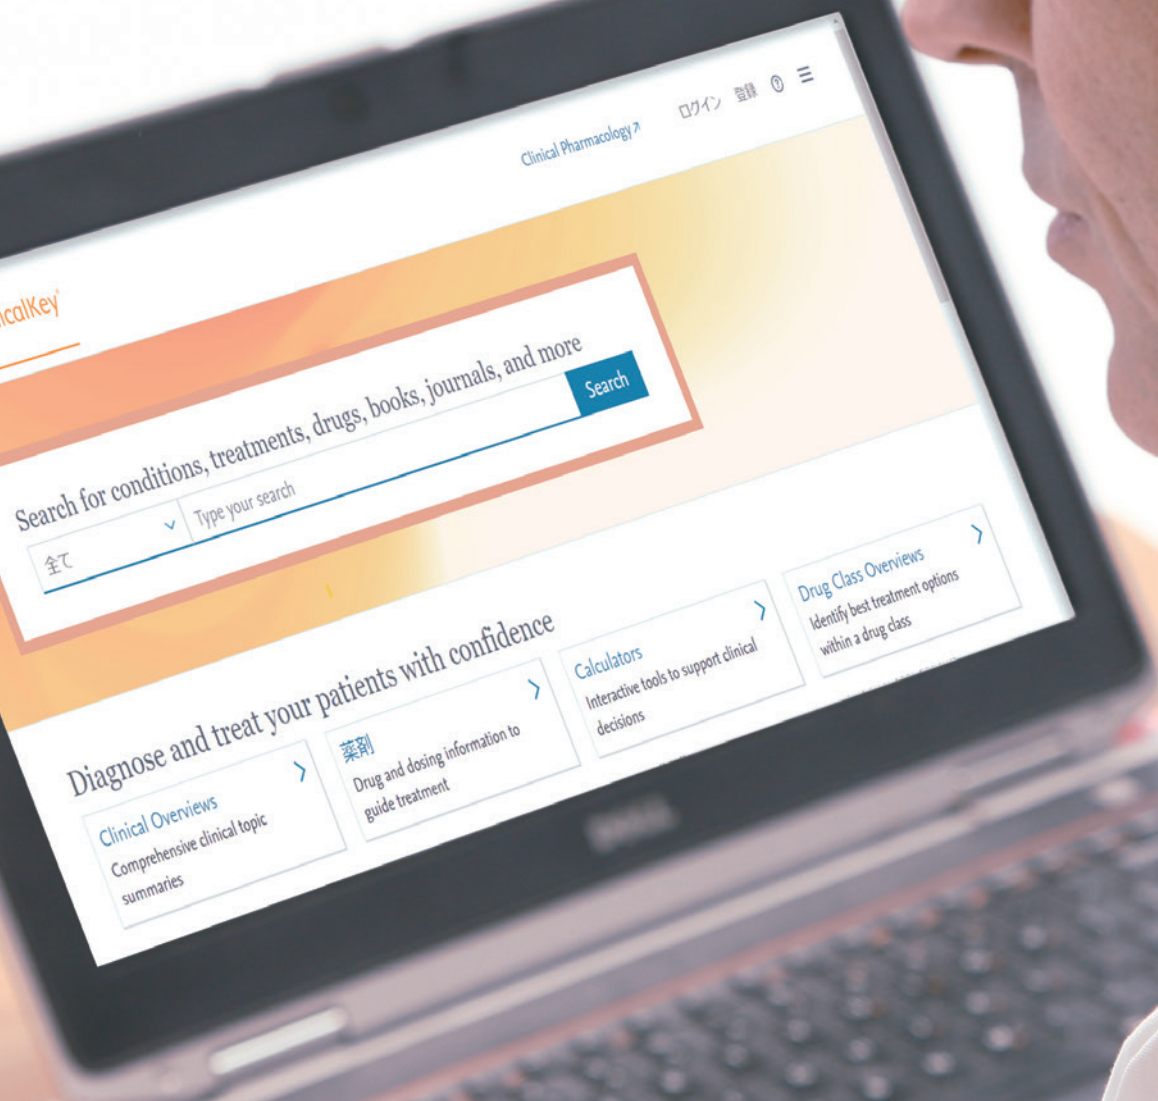 Clinical Pharmacology↗ ログイン 登録 ?
icalKey®
Search for conditions, treatments, drugs, books, journals, and more
全て Type your search Search
Diagnose and treat your patients with confidence
Clinical Overviews
Comprehensive clinical topic
summaries
薬剤
Drug and dosing information to
guide treatment
Calculators
Interactive tools to support clinical
decisions
Drug Class Overviews
Identify best treatment options
within a drug class